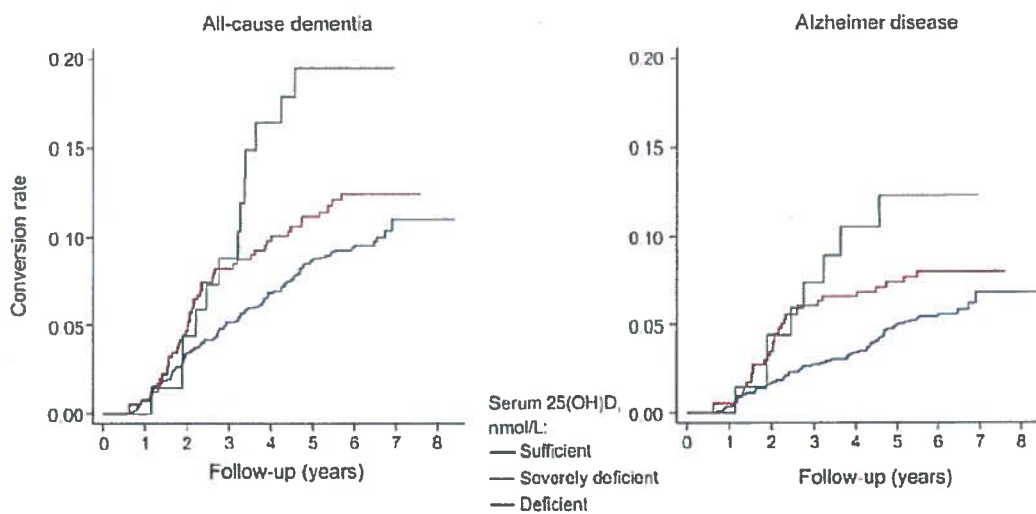 All-cause dementia
Alzheimer disease
Conversion rate
0.20
0.15
0.10
0.05
0.00
0 1 2 3 4 5 6 7 8
Follow-up (years)
Serum 25(OH)D,
nmol/L:
Sufficient
Severely deficient
Deficient
0.20
0.15
0.10
0.05
0.00
0 1 2 3 4 5 6 7 8
Follow-up (years)